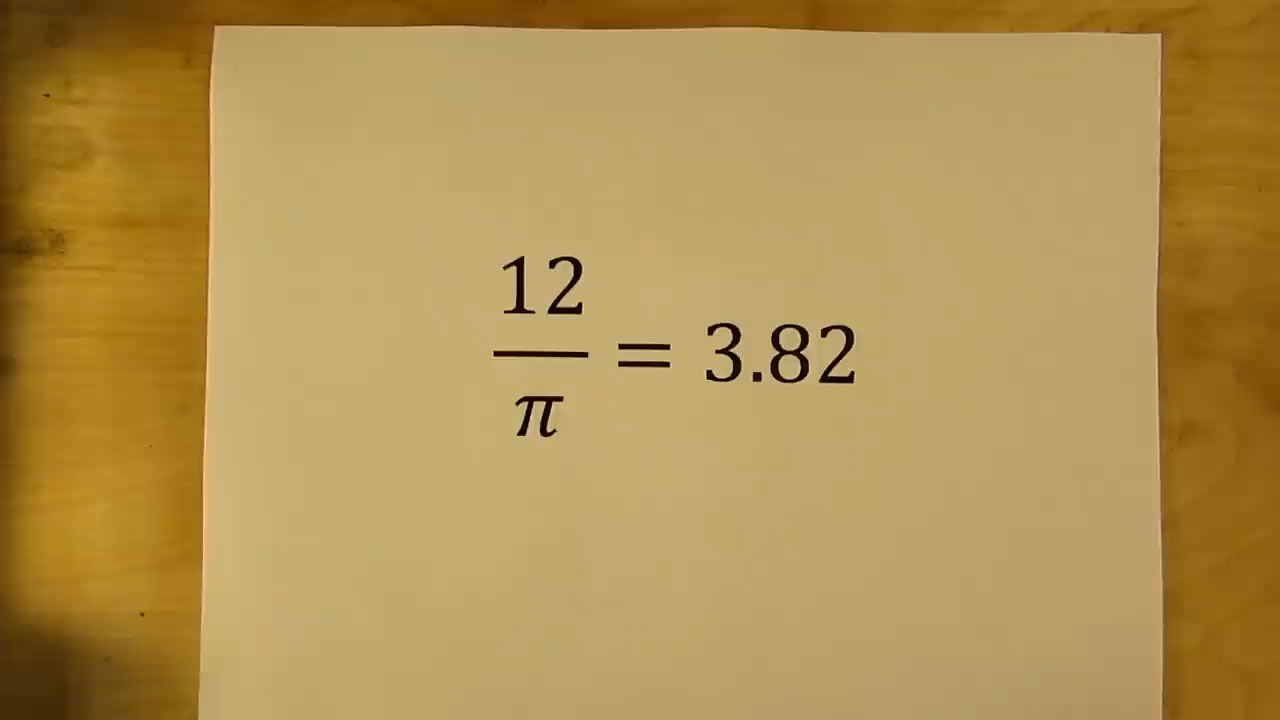 12
― = 3.82
π